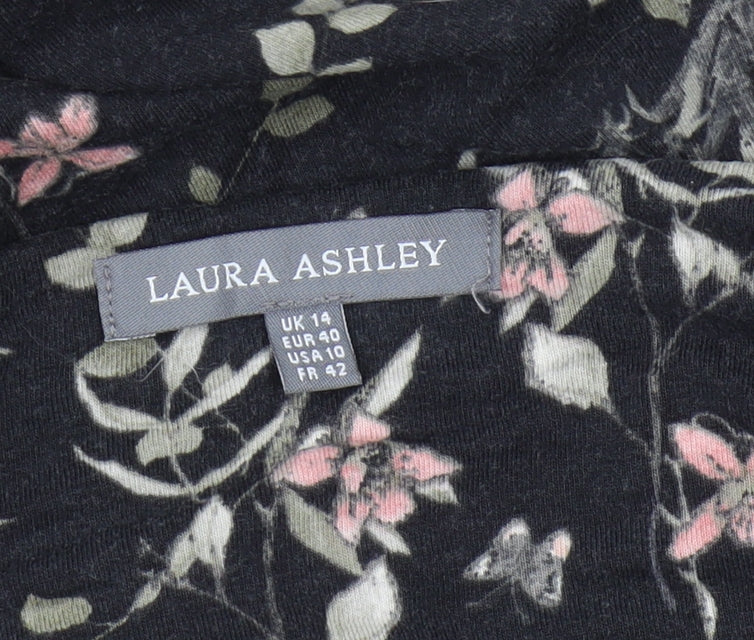 LAURA ASHLEY
UK 14
EUR 40
USA 10
FR 42